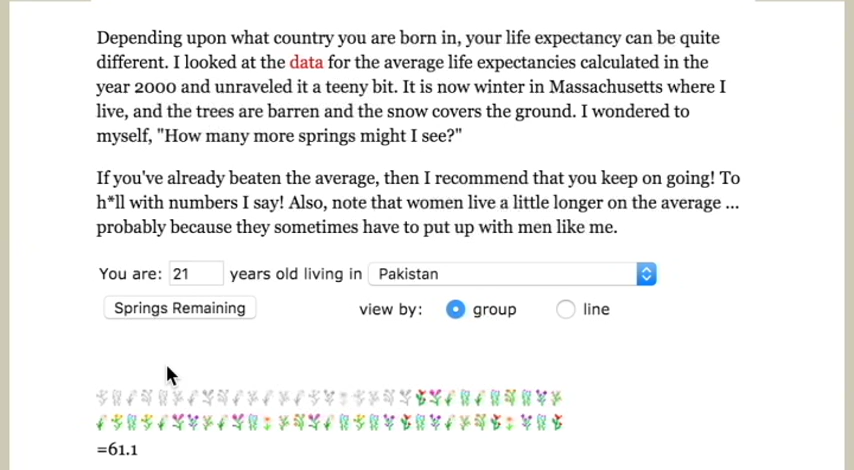 Depending upon what country you are born in, your life expectancy can be quite
different. I looked at the data for the average life expectancies calculated in the
year 2000 and unraveled it a teeny bit. It is now winter in Massachusetts where I
live, and the trees are barren and the snow covers the ground. I wondered to
myself, "How many more springs might I see?"
If you've already beaten the average, then I recommend that you keep on going! To
h*ll with numbers I say! Also, note that women live a little longer on the average ...
probably because they sometimes have to put up with men like me.
You are: 21 years old living in Pakistan
Springs Remaining view by: group line
=61.1